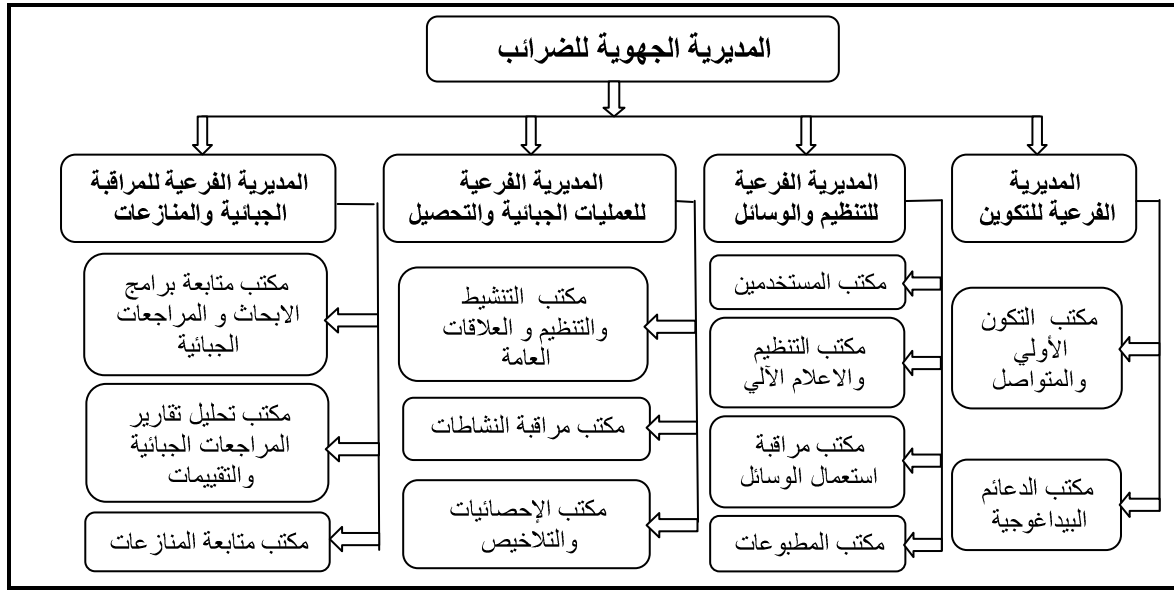 المديرية الجهوية للضرائب
المديرية
الفرعية للتكوين
مكتب التكون
الأولي
والمتواصل
مكتب الدعائم
البيداغوجية
المديرية الفرعية
للتنظيم والوسائل
مكتب المستخدمين
مكتب التنظيم
والاعلام الآلي
مكتب مراقبة
استعمال الوسائل
مكتب المطبوعات
المديرية الفرعية
للعمليات الجبائية والتحصيل
مكتب التنشيط
والتنظيم و العلاقات
العامة
مكتب مراقبة النشاطات
مكتب الإحصائيات
والتلاخيص
المديرية الفرعية للمراقبة
الجبائية والمنازعات
مكتب متابعة برامج
الابحاث و المراجعات
الجبائية
مكتب تحليل تقارير
المراجعات الجبائية
والتقييمات
مكتب متابعة المنازعات